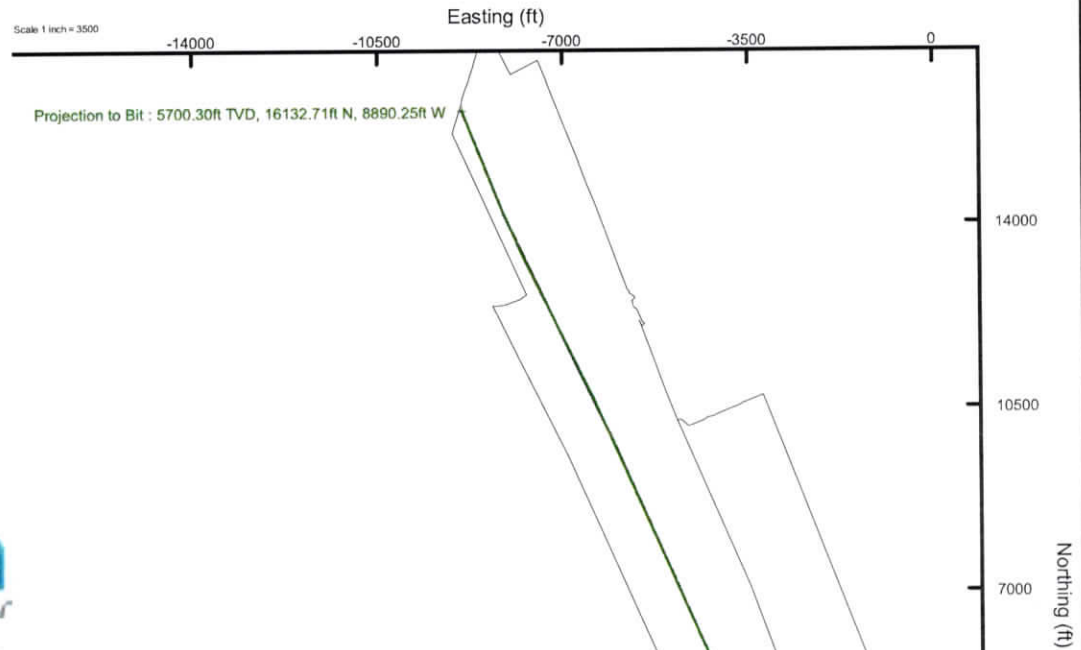 Easting (ft)
Scale 1 inch = 3500
-14000
-10500
-7000
-3500
0
Projection to Bit : 5700.30ft TVD, 16132.71ft N, 8890.25ft W
14000
10500
7000
Northing (ft)